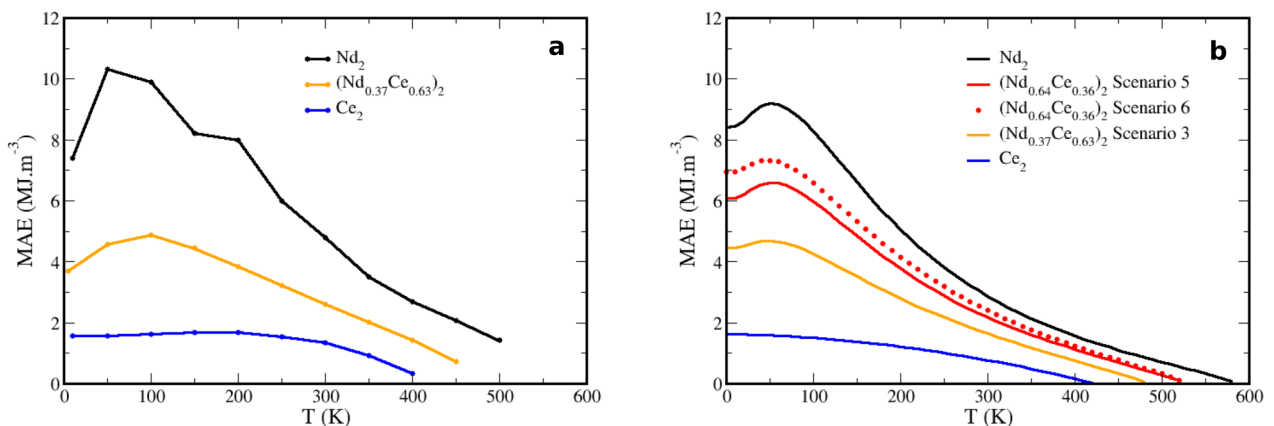 12
10
8
6
4
2
0
MAE (MJ.m⁻³)
a
Nd₂
(Nd₀.₃₇Ce₀.₆₃)₂
Ce₂
0 100 200 300 400 500 600
T (K)
12
10
8
6
4
2
0
MAE (MJ.m⁻³)
b
Nd₂
(Nd₀.₆₄Ce₀.₃₆)₂ Scenario 5
(Nd₀.₆₄Ce₀.₃₆)₂ Scenario 6
(Nd₀.₃₇Ce₀.₆₃)₂ Scenario 3
Ce₂
0 100 200 300 400 500 600
T (K)